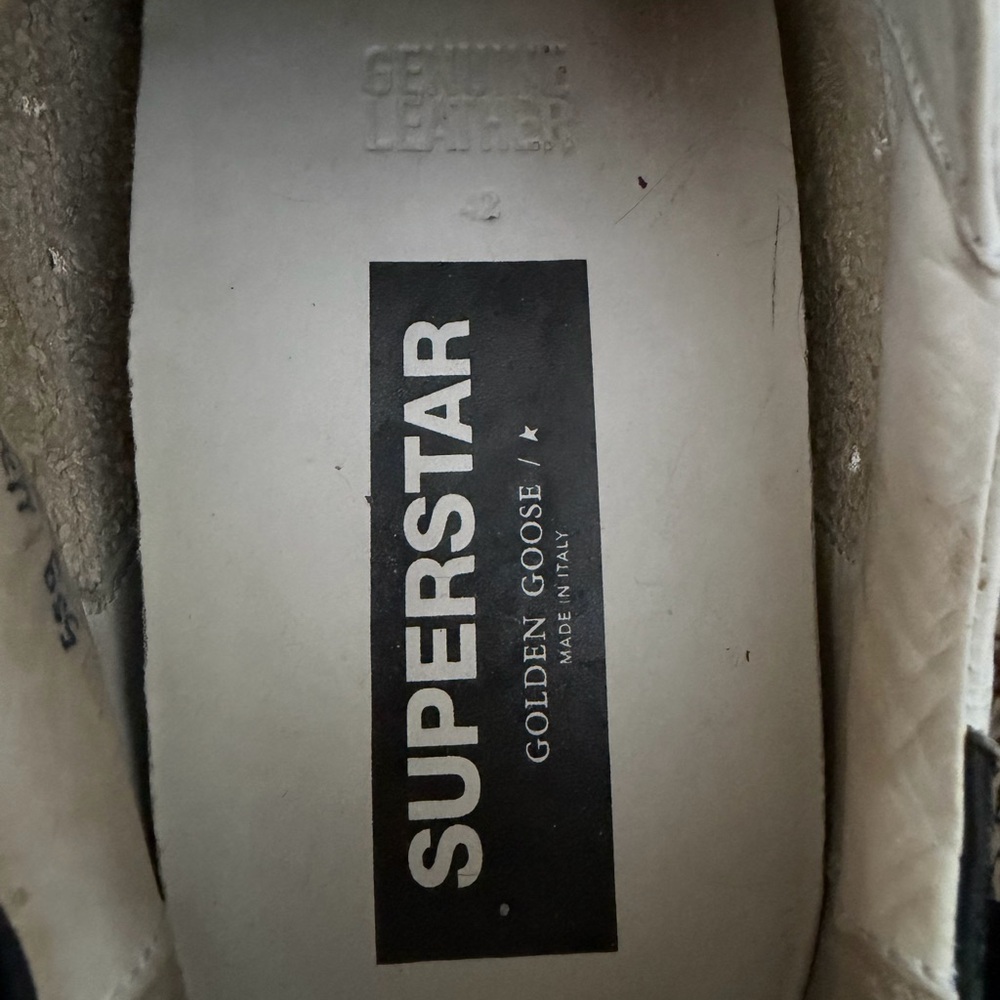 GENUINE
LEATHER
42
SUPERSTAR
GOLDEN GOOSE /
MADE IN ITALY